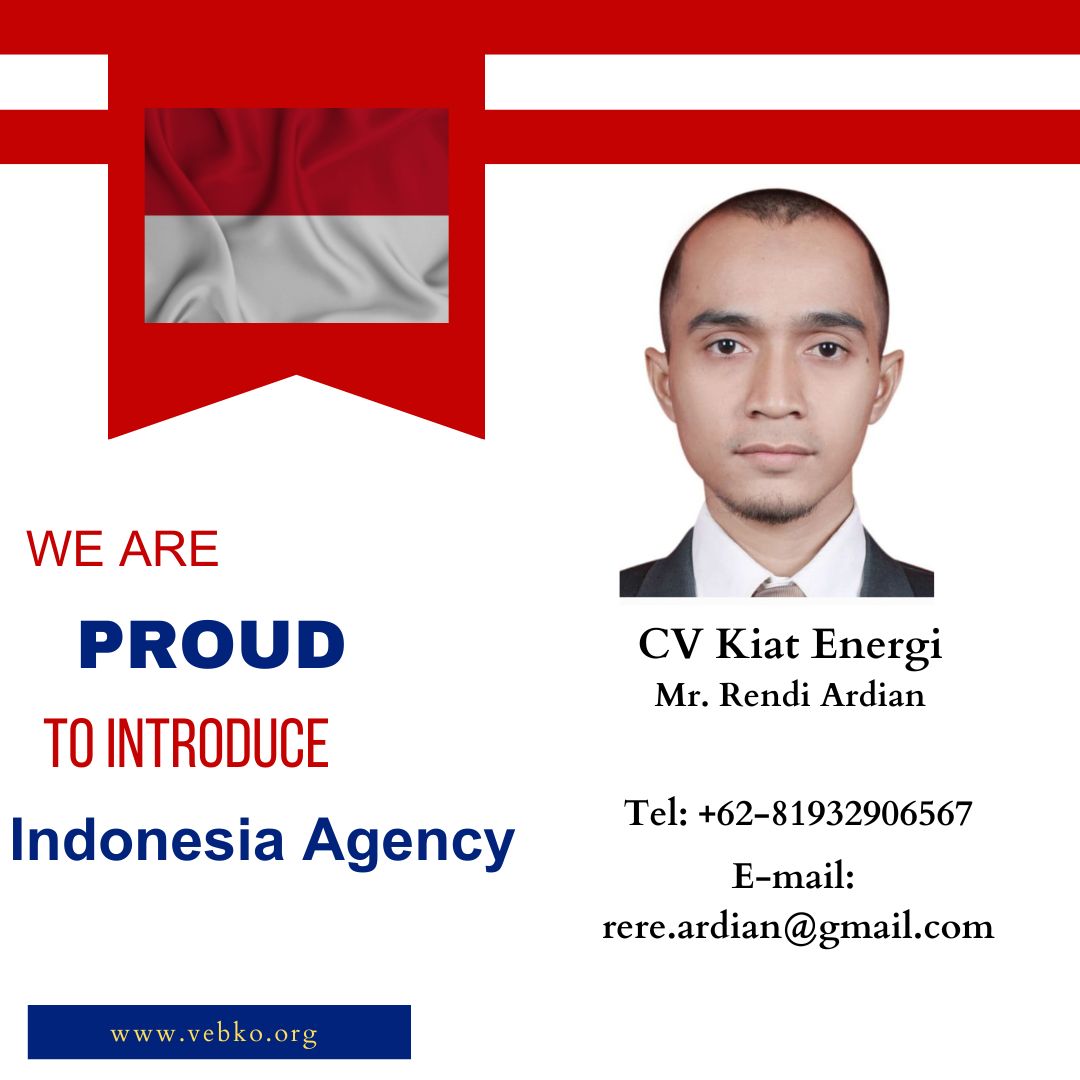 WE ARE
PROUD
TO INTRODUCE
Indonesia Agency
www.vebko.org
CV Kiat Energi
Mr. Rendi Ardian
Tel: +62-81932906567
E-mail:
rere.ardian@gmail.com